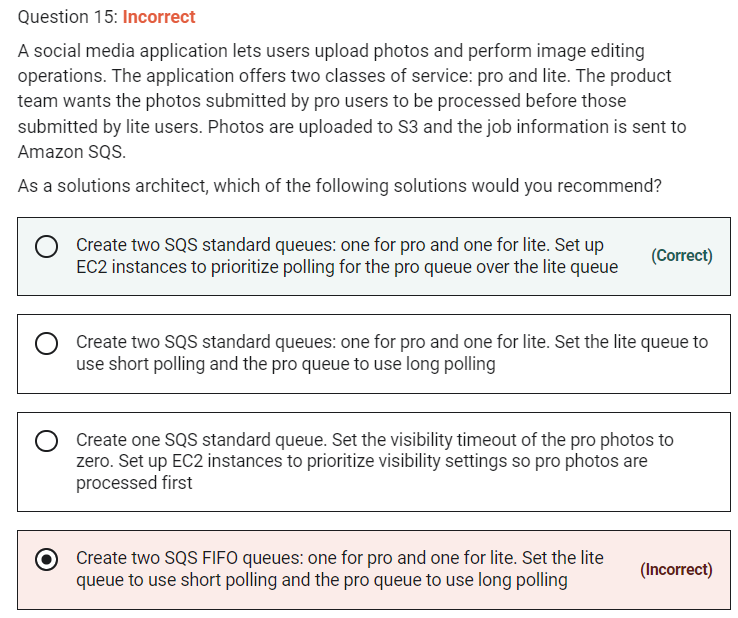 Question 15: Incorrect
A social media application lets users upload photos and perform image editing
operations. The application offers two classes of service: pro and lite. The product
team wants the photos submitted by pro users to be processed before those
submitted by lite users. Photos are uploaded to S3 and the job information is sent to
Amazon SQS.
As a solutions architect, which of the following solutions would you recommend?
Create two SQS standard queues: one for pro and one for lite. Set up
EC2 instances to prioritize polling for the pro queue over the lite queue
(Correct)
Create two SQS standard queues: one for pro and one for lite. Set the lite queue to
use short polling and the pro queue to use long polling
Create one SQS standard queue. Set the visibility timeout of the pro photos to
zero. Set up EC2 instances to prioritize visibility settings so pro photos are
processed first
Create two SQS FIFO queues: one for pro and one for lite. Set the lite
queue to use short polling and the pro queue to use long polling
(Incorrect)